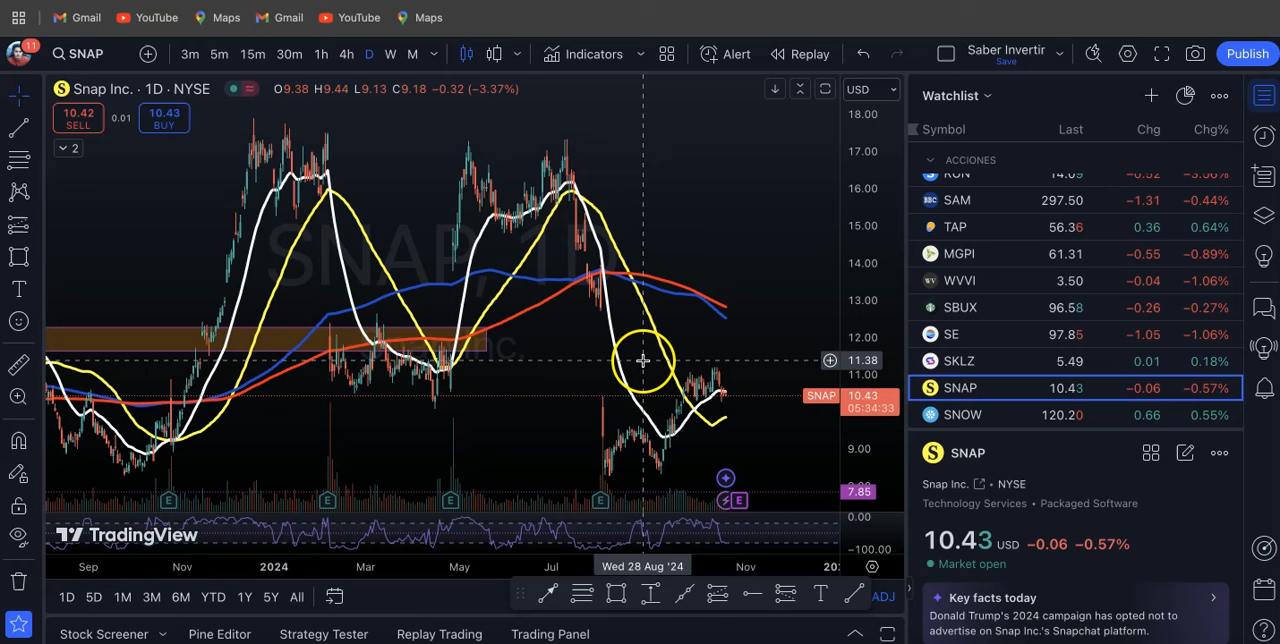 Gmail YouTube Maps Gmail YouTube Maps
11 SNAP 3m 5m 15m 30m 1h 4h D W M Indicators Alert Replay Saber Invertir Save Publish
Snap Inc. · 1D · NYSE O9.38 H9.44 L9.13 C9.18 −0.32 (−3.37%) USD
10.42 SELL 0.01 10.43 BUY
2
SNAP, 1D
18.00
17.00
16.00
15.00
14.00
13.00
12.00
11.38
11.00
SNAP 10.43
05:34:33
9.00
7.85
E E E E E
0.00
TradingView
−100.00
Sep Nov 2024 Mar May Jul Wed 28 Aug '24 Nov
1D 5D 1M 3M 6M YTD 1Y 5Y All ADJ
Stock Screener Pine Editor Strategy Tester Replay Trading Trading Panel
Watchlist
Symbol Last Chg Chg%
ACCIONES
SAM 297.50 −1.31 −0.44%
TAP 56.36 0.36 0.64%
MGPI 61.31 −0.55 −0.89%
WVVI 3.50 −0.04 −1.06%
SBUX 96.58 −0.26 −0.27%
SE 97.85 −1.05 −1.06%
SKLZ 5.49 0.01 0.18%
SNAP 10.43 −0.06 −0.57%
SNOW 120.20 0.66 0.55%
SNAP
Snap Inc. • NYSE
Technology Services • Packaged Software
10.43 USD −0.06 −0.57%
Market open
Key facts today
Donald Trump's 2024 campaign has opted not to
advertise on Snap Inc.'s Snapchat platform.